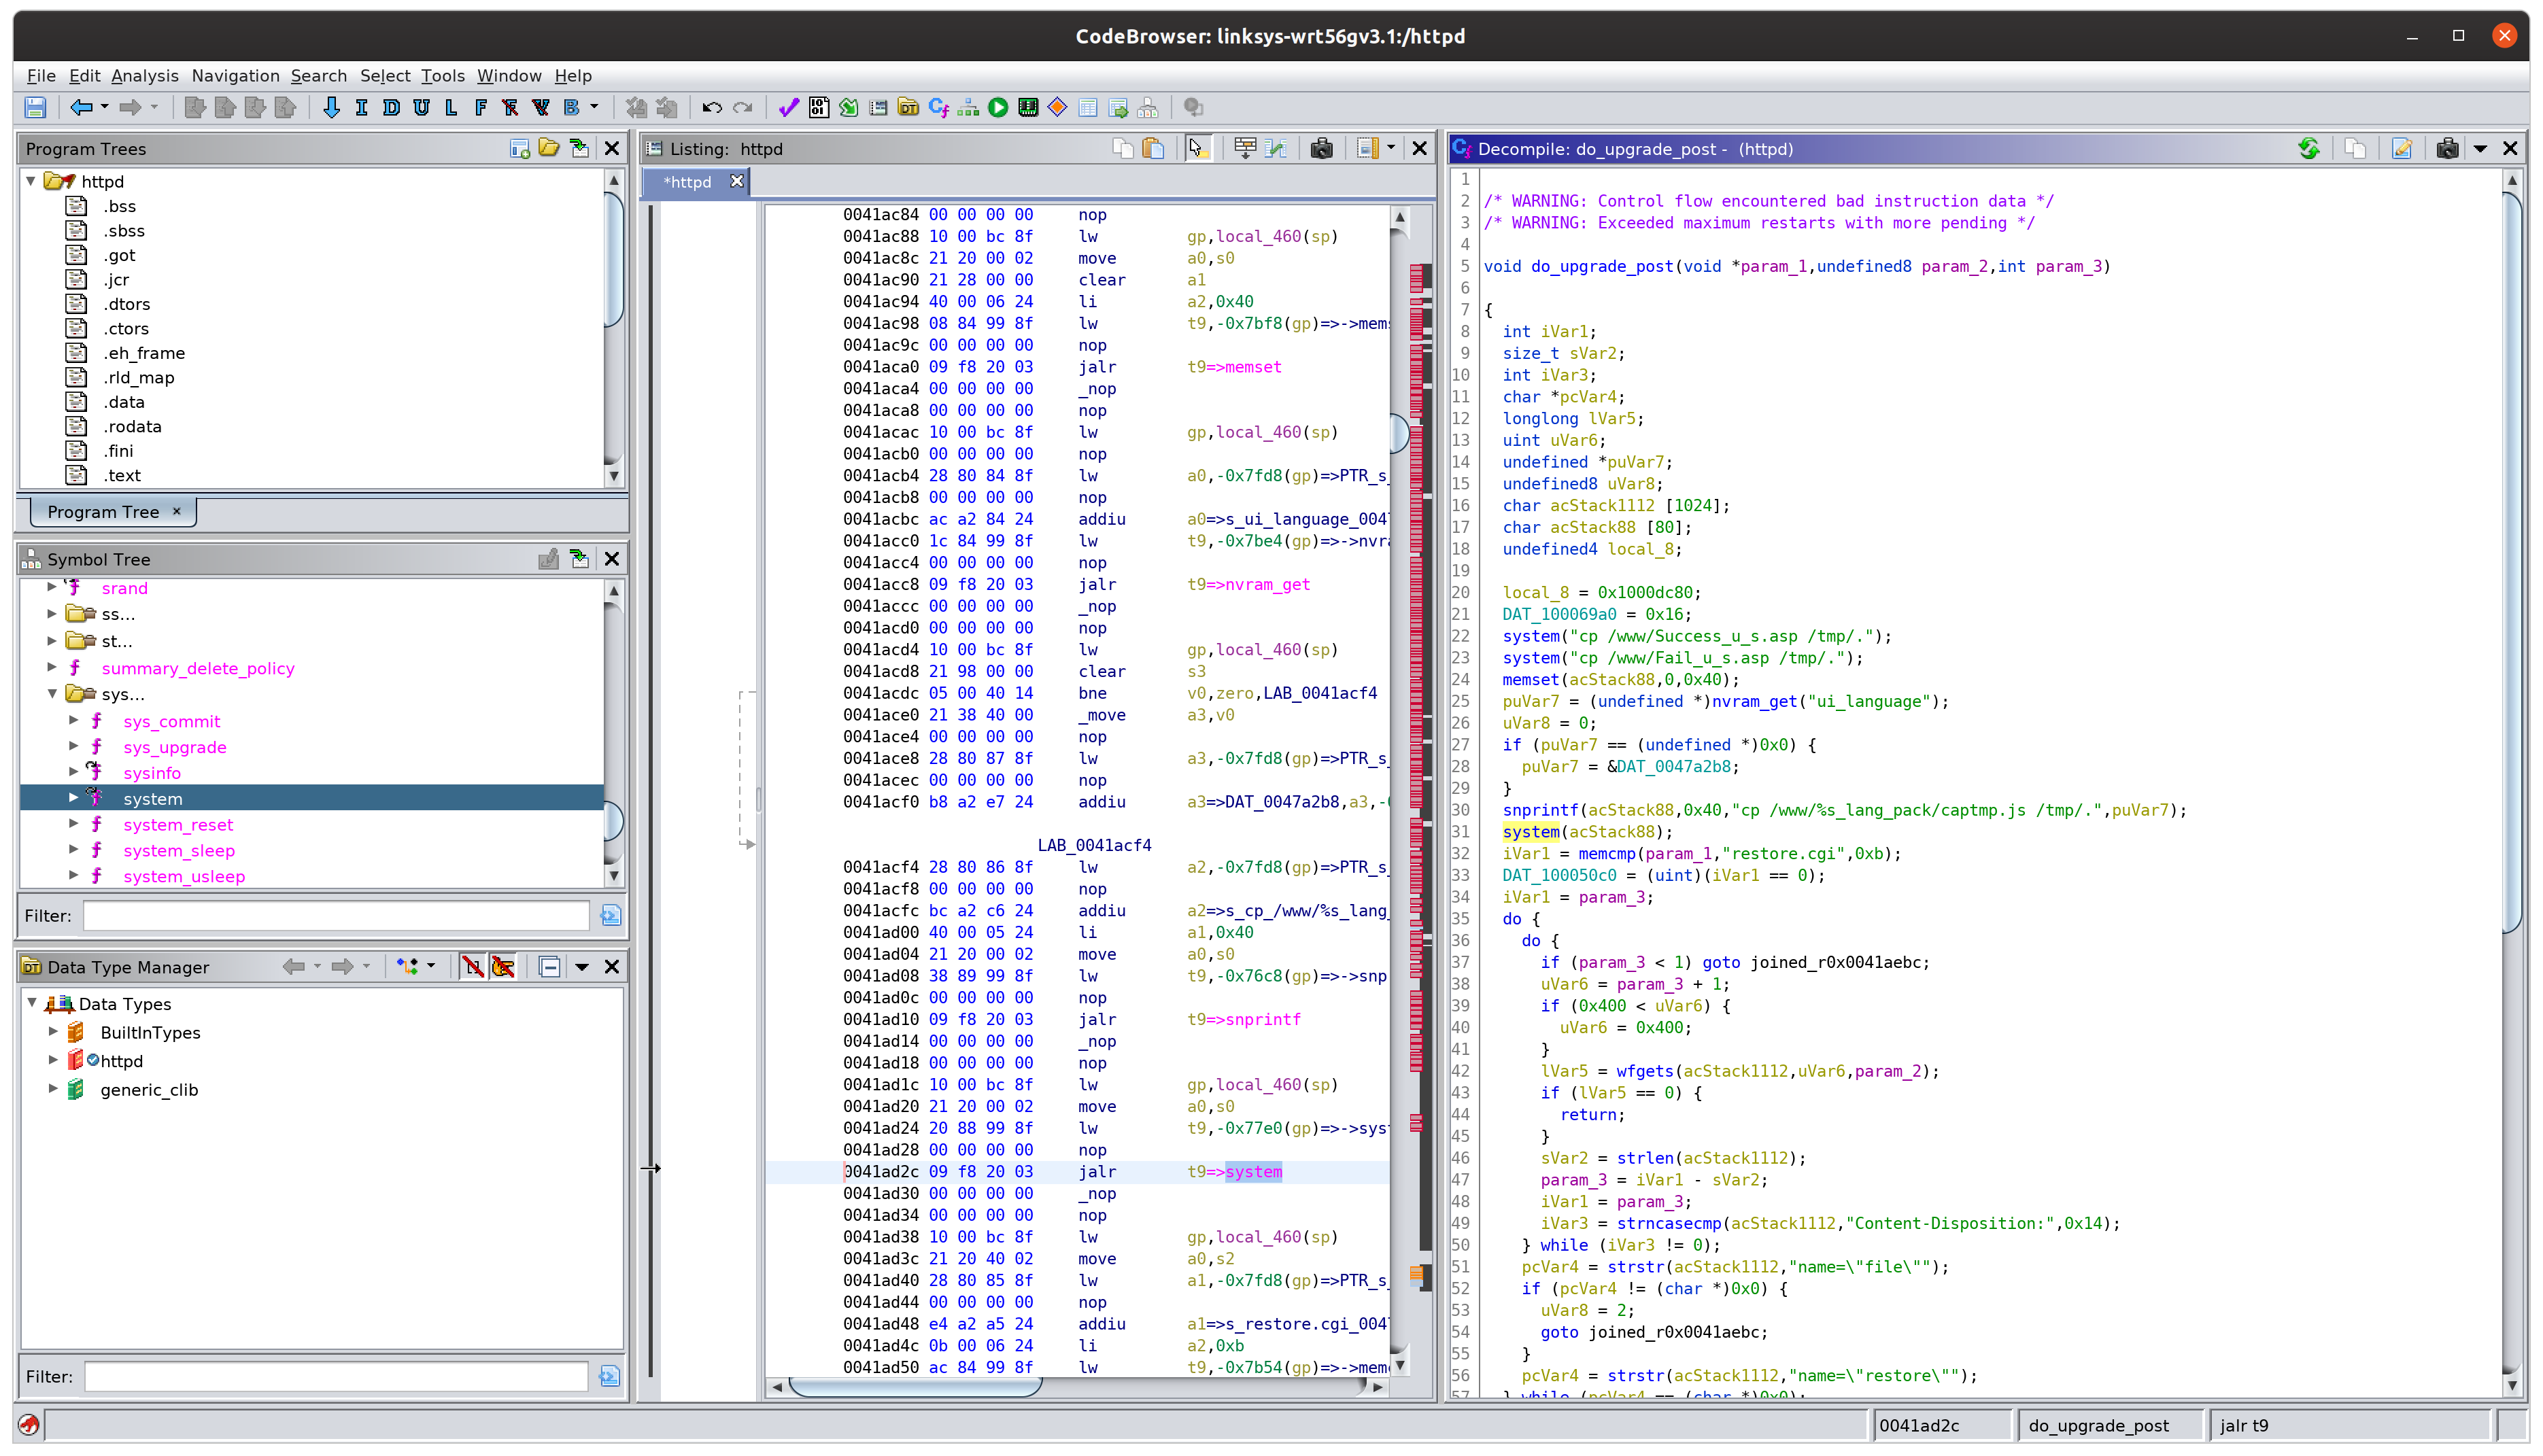 CodeBrowser: linksys-wrt56gv3.1:/httpd
File Edit Analysis Navigation Search Select Tools Window Help
I D U L F B
Program Trees
httpd
.bss
.sbss
.got
.jcr
.dtors
.ctors
.eh_frame
.rld_map
.data
.rodata
.fini
.text
Program Tree ×
Symbol Tree
srand
ss...
st...
summary_delete_policy
sys...
sys_commit
sys_upgrade
sysinfo
system
system_reset
system_sleep
system_usleep
Filter:
Data Type Manager
Data Types
BuiltInTypes
httpd
generic_clib
Filter:
Listing: httpd
*httpd
0041ac84 00 00 00 00 nop
0041ac88 10 00 bc 8f lw gp,local_460(sp)
0041ac8c 21 20 00 02 move a0,s0
0041ac90 21 28 00 00 clear a1
0041ac94 40 00 06 24 li a2,0x40
0041ac98 08 84 99 8f lw t9,-0x7bf8(gp)=>->mem
0041ac9c 00 00 00 00 nop
0041aca0 09 f8 20 03 jalr t9=>memset
0041aca4 00 00 00 00 _nop
0041aca8 00 00 00 00 nop
0041acac 10 00 bc 8f lw gp,local_460(sp)
0041acb0 00 00 00 00 nop
0041acb4 28 80 84 8f lw a0,-0x7fd8(gp)=>PTR_s_
0041acb8 00 00 00 00 nop
0041acbc ac a2 84 24 addiu a0=>s_ui_language_004
0041acc0 1c 84 99 8f lw t9,-0x7be4(gp)=>->nvr
0041acc4 00 00 00 00 nop
0041acc8 09 f8 20 03 jalr t9=>nvram_get
0041accc 00 00 00 00 _nop
0041acd0 00 00 00 00 nop
0041acd4 10 00 bc 8f lw gp,local_460(sp)
0041acd8 21 98 00 00 clear s3
0041acdc 05 00 40 14 bne v0,zero,LAB_0041acf4
0041ace0 21 38 40 00 _move a3,v0
0041ace4 00 00 00 00 nop
0041ace8 28 80 87 8f lw a3,-0x7fd8(gp)=>PTR_s_
0041acec 00 00 00 00 nop
0041acf0 b8 a2 e7 24 addiu a3=>DAT_0047a2b8,a3,-
LAB_0041acf4
0041acf4 28 80 86 8f lw a2,-0x7fd8(gp)=>PTR_s_
0041acf8 00 00 00 00 nop
0041acfc bc a2 c6 24 addiu a2=>s_cp_/www/%s_lang_
0041ad00 40 00 05 24 li a1,0x40
0041ad04 21 20 00 02 move a0,s0
0041ad08 38 89 99 8f lw t9,-0x76c8(gp)=>->snp
0041ad0c 00 00 00 00 nop
0041ad10 09 f8 20 03 jalr t9=>snprintf
0041ad14 00 00 00 00 _nop
0041ad18 00 00 00 00 nop
0041ad1c 10 00 bc 8f lw gp,local_460(sp)
0041ad20 21 20 00 02 move a0,s0
0041ad24 20 88 99 8f lw t9,-0x77e0(gp)=>->sys
0041ad28 00 00 00 00 nop
0041ad2c 09 f8 20 03 jalr t9=>system
0041ad30 00 00 00 00 _nop
0041ad34 00 00 00 00 nop
0041ad38 10 00 bc 8f lw gp,local_460(sp)
0041ad3c 21 20 40 02 move a0,s2
0041ad40 28 80 85 8f lw a1,-0x7fd8(gp)=>PTR_s_
0041ad44 00 00 00 00 nop
0041ad48 e4 a2 a5 24 addiu a1=>s_restore.cgi_004
0041ad4c 0b 00 06 24 li a2,0xb
0041ad50 ac 84 99 8f lw t9,-0x7b54(gp)=>->mem
Decompile: do_upgrade_post - (httpd)
1
2 /* WARNING: Control flow encountered bad instruction data */
3 /* WARNING: Exceeded maximum restarts with more pending */
4
5 void do_upgrade_post(void *param_1,undefined8 param_2,int param_3)
6
7 {
8 int iVar1;
9 size_t sVar2;
10 int iVar3;
11 char *pcVar4;
12 longlong lVar5;
13 uint uVar6;
14 undefined *puVar7;
15 undefined8 uVar8;
16 char acStack1112 [1024];
17 char acStack88 [80];
18 undefined4 local_8;
19
20 local_8 = 0x1000dc80;
21 DAT_100069a0 = 0x16;
22 system("cp /www/Success_u_s.asp /tmp/.");
23 system("cp /www/Fail_u_s.asp /tmp/.");
24 memset(acStack88,0,0x40);
25 puVar7 = (undefined *)nvram_get("ui_language");
26 uVar8 = 0;
27 if (puVar7 == (undefined *)0x0) {
28 puVar7 = &DAT_0047a2b8;
29 }
30 snprintf(acStack88,0x40,"cp /www/%s_lang_pack/captmp.js /tmp/.",puVar7);
31 system(acStack88);
32 iVar1 = memcmp(param_1,"restore.cgi",0xb);
33 DAT_100050c0 = (uint)(iVar1 == 0);
34 iVar1 = param_3;
35 do {
36 do {
37 if (param_3 < 1) goto joined_r0x0041aebc;
38 uVar6 = param_3 + 1;
39 if (0x400 < uVar6) {
40 uVar6 = 0x400;
41 }
42 lVar5 = wfgets(acStack1112,uVar6,param_2);
43 if (lVar5 == 0) {
44 return;
45 }
46 sVar2 = strlen(acStack1112);
47 param_3 = iVar1 - sVar2;
48 iVar1 = param_3;
49 iVar3 = strncasecmp(acStack1112,"Content-Disposition:",0x14);
50 } while (iVar3 != 0);
51 pcVar4 = strstr(acStack1112,"name=\"file\"");
52 if (pcVar4 != (char *)0x0) {
53 uVar8 = 2;
54 goto joined_r0x0041aebc;
55 }
56 pcVar4 = strstr(acStack1112,"name=\"restore\"");
57 } while (pcVar4 == (char *)0x0);
0041ad2c do_upgrade_post jalr t9